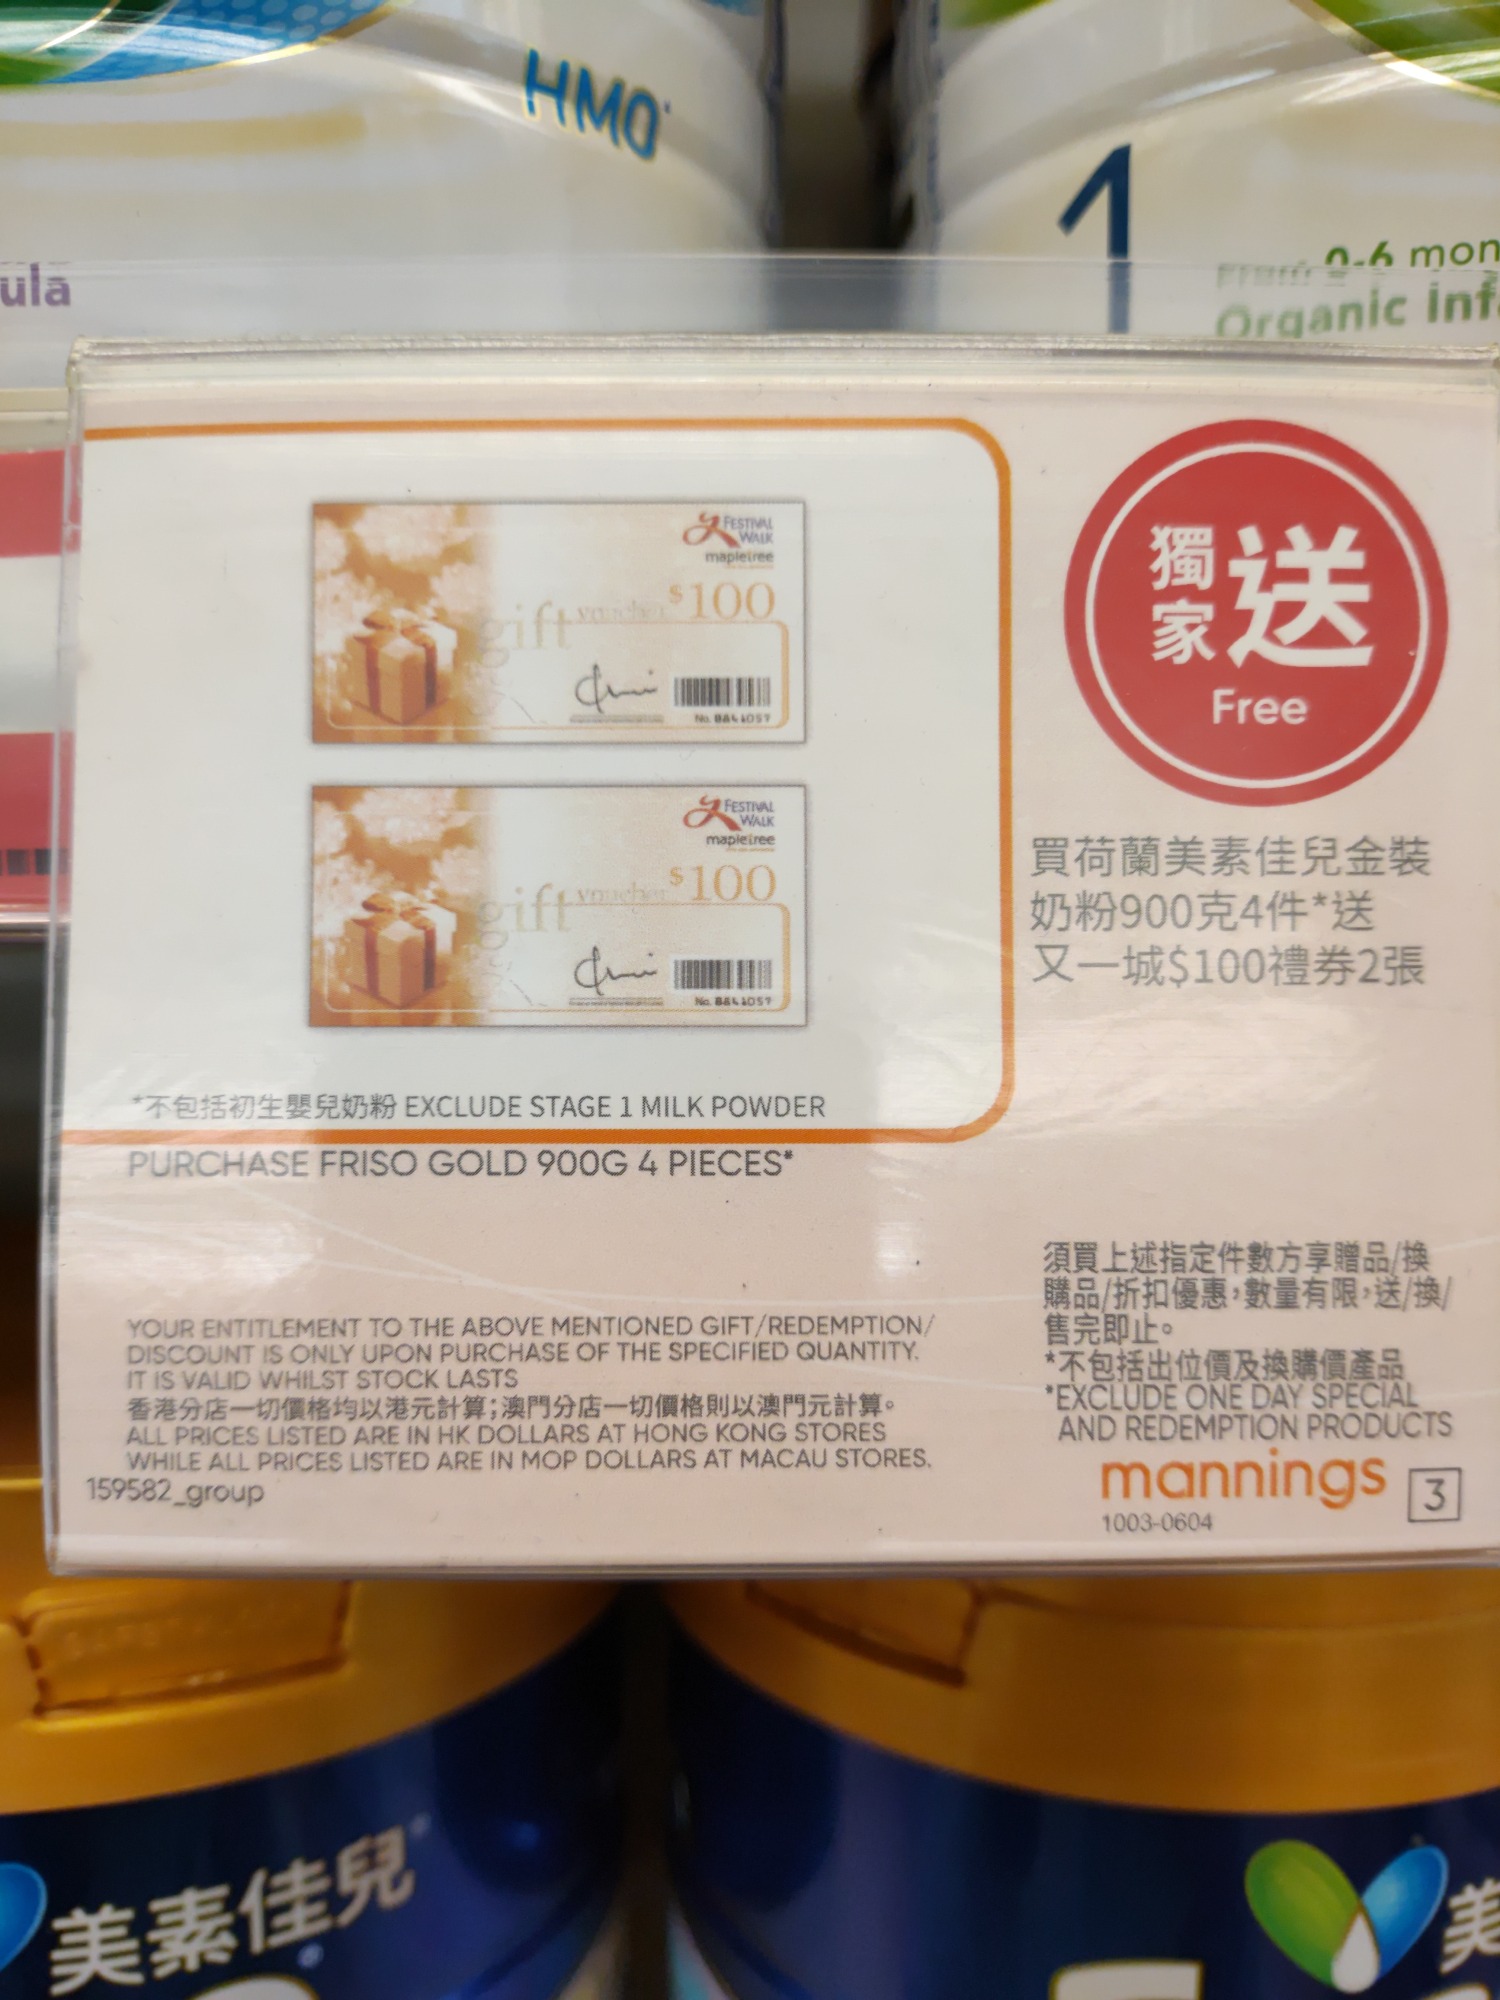 HMO
ula
1
From 0-6 mon
Organic inf
FESTIVAL
WALK
mapletree
gift voucher $100
FESTIVAL
WALK
mapletree
gift voucher $100
獨家送
Free
買荷蘭美素佳兒金裝
奶粉900克4件*送
又一城$100禮券2張
*不包括初生嬰兒奶粉 EXCLUDE STAGE 1 MILK POWDER
PURCHASE FRISO GOLD 900G 4 PIECES*
須買上述指定件數方享贈品/換
購品/折扣優惠，數量有限，送/換/
售完即止。
*不包括出位價及換購價產品
*EXCLUDE ONE DAY SPECIAL
AND REDEMPTION PRODUCTS
YOUR ENTITLEMENT TO THE ABOVE MENTIONED GIFT/REDEMPTION/
DISCOUNT IS ONLY UPON PURCHASE OF THE SPECIFIED QUANTITY.
IT IS VALID WHILST STOCK LASTS
香港分店一切價格均以港元計算；澳門分店一切價格則以澳門元計算。
ALL PRICES LISTED ARE IN HK DOLLARS AT HONG KONG STORES
WHILE ALL PRICES LISTED ARE IN MOP DOLLARS AT MACAU STORES.
159582_group
mannings 3
1003-0604
美素佳兒
美